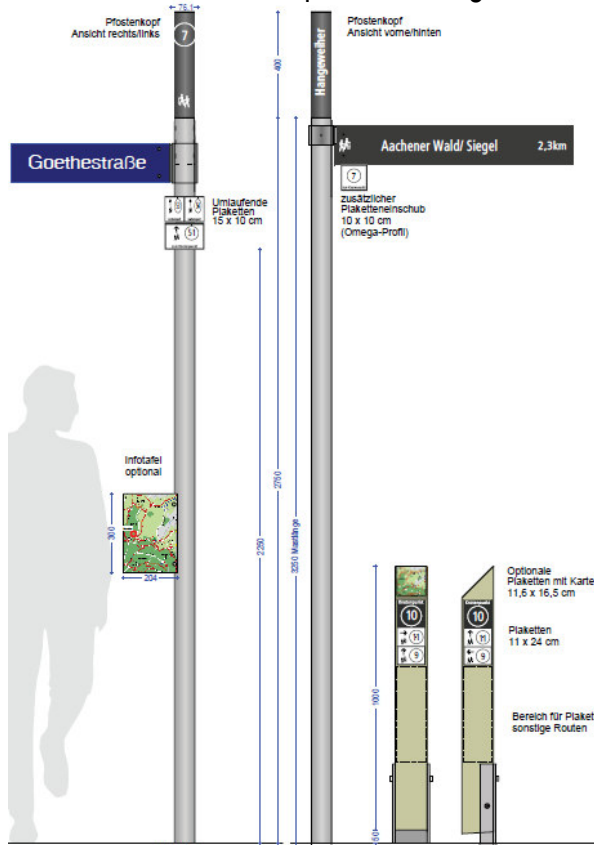 76,1
Pfostenkopf
Ansicht rechts/links
7
400
Hangeweiher
Pfostenkopf
Ansicht vorne/hinten
Goethestraße
Aachener Wald/ Siegel 2,3km
7
Umlaufende
Plaketten
15 x 10 cm
51
zusätzlicher
Plaketteneinschub
10 x 10 cm
(Omega-Profil)
Infotafel
optional
300
204
2250
2750
3250 Mastlänge
1000
50
10
11
9
10
11
9
Optionale
Plaketten mit Karte
11,6 x 16,5 cm
Plaketten
11 x 24 cm
Bereich für Plaket
sonstige Routen